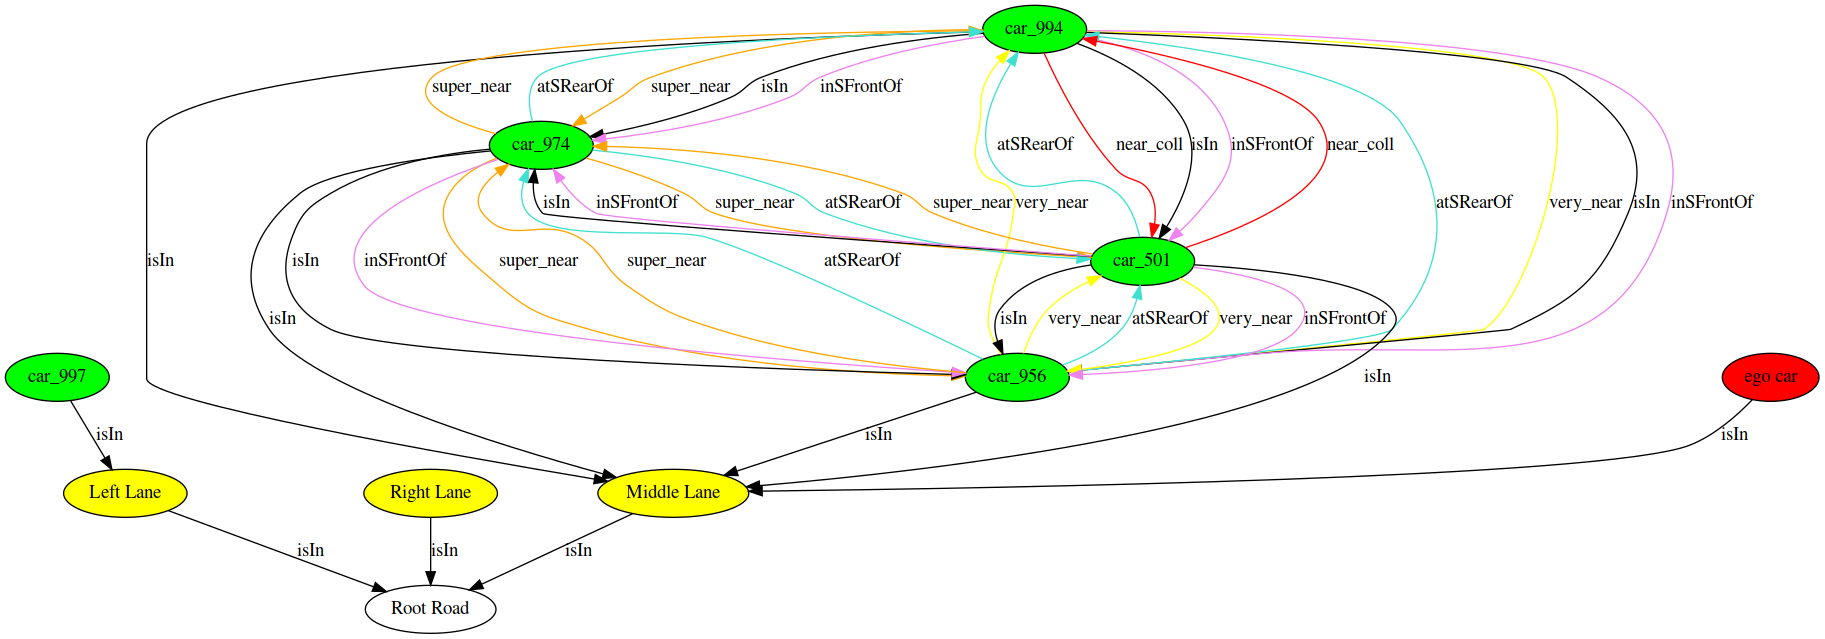 car_994
super_near
atSRearOf
super_near
isIn
inSFrontOf
car_974
atSRearOf
near_coll
isIn
inSFrontOf
near_coll
isIn
inSFrontOf
super_near
atSRearOf
super_near
very_near
atSRearOf
very_near
isIn
inSFrontOf
isIn
isIn
inSFrontOf
super_near
super_near
atSRearOf
car_501
isIn
isIn
very_near
atSRearOf
very_near
inSFrontOf
car_997
car_956
isIn
ego car
isIn
isIn
isIn
Left Lane
Right Lane
Middle Lane
isIn
isIn
isIn
Root Road